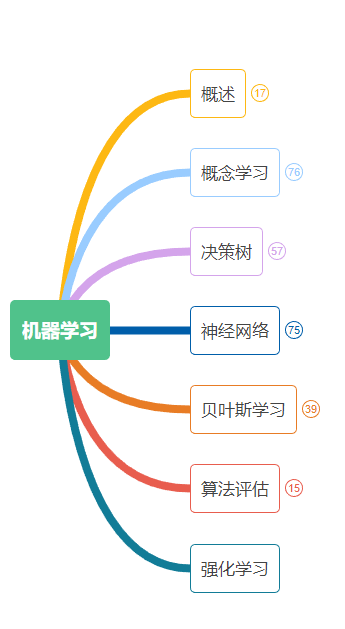 概述 17
概念学习 76
决策树 57
机器学习
神经网络 75
贝叶斯学习 39
算法评估 15
强化学习